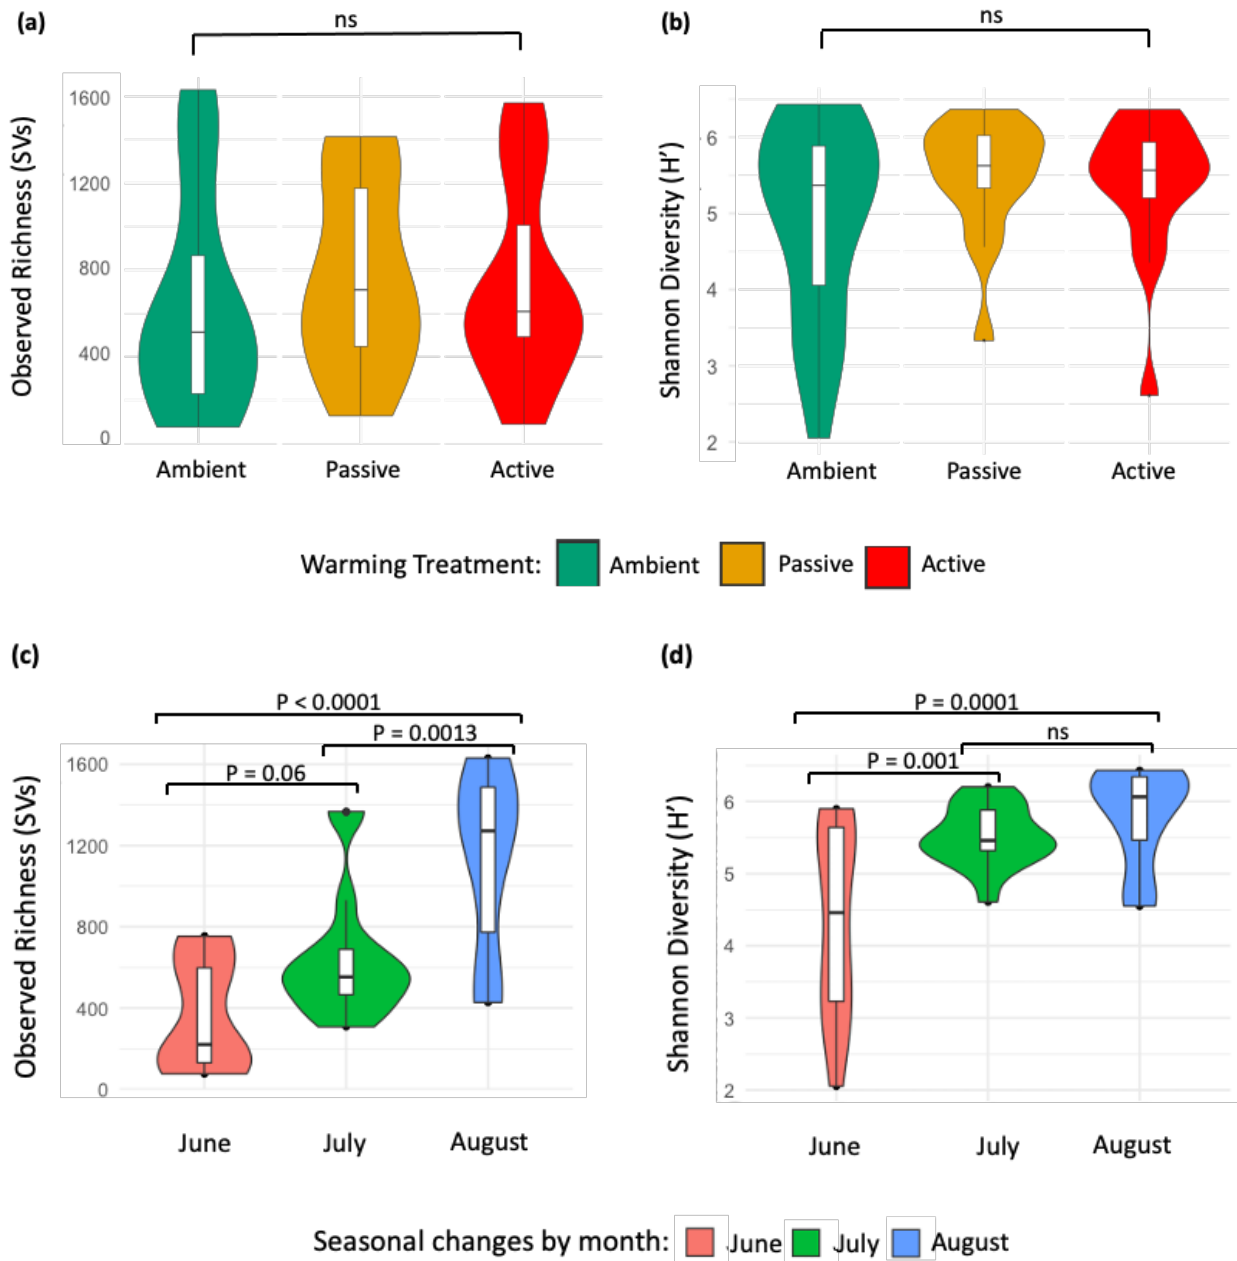 (a)
ns
Observed Richness (SVs)
1600
1200
800
400
0
Ambient
Passive
Active
(b)
ns
Shannon Diversity (H’)
6
5
4
3
2
Ambient
Passive
Active
Warming Treatment: Ambient Passive Active
(c)
P < 0.0001
P = 0.0013
P = 0.06
Observed Richness (SVs)
1600
1200
800
400
0
June
July
August
(d)
P = 0.0001
ns
P = 0.001
Shannon Diversity (H’)
6
5
4
3
2
June
July
August
Seasonal changes by month: June July August